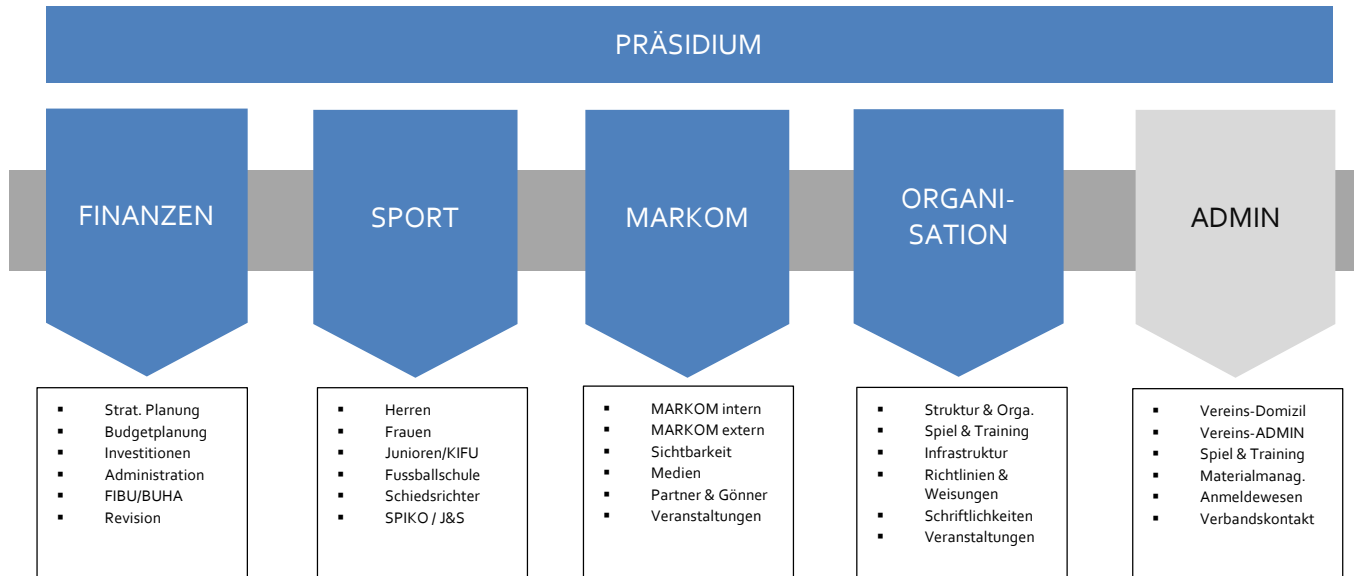 PRÄSIDIUM
FINANZEN
SPORT
MARKOM
ORGANI-
SATION
ADMIN
▪ Strat. Planung
▪ Budgetplanung
▪ Investitionen
▪ Administration
▪ FIBU/BUHA
▪ Revision
▪ Herren
▪ Frauen
▪ Junioren/KIFU
▪ Fussballschule
▪ Schiedsrichter
▪ SPIKO / J&S
▪ MARKOM intern
▪ MARKOM extern
▪ Sichtbarkeit
▪ Medien
▪ Partner & Gönner
▪ Veranstaltungen
▪ Struktur & Orga.
▪ Spiel & Training
▪ Infrastruktur
▪ Richtlinien &
Weisungen
▪ Schriftlichkeiten
▪ Veranstaltungen
▪ Vereins-Domizil
▪ Vereins-ADMIN
▪ Spiel & Training
▪ Materialmanag.
▪ Anmeldewesen
▪ Verbandskontakt